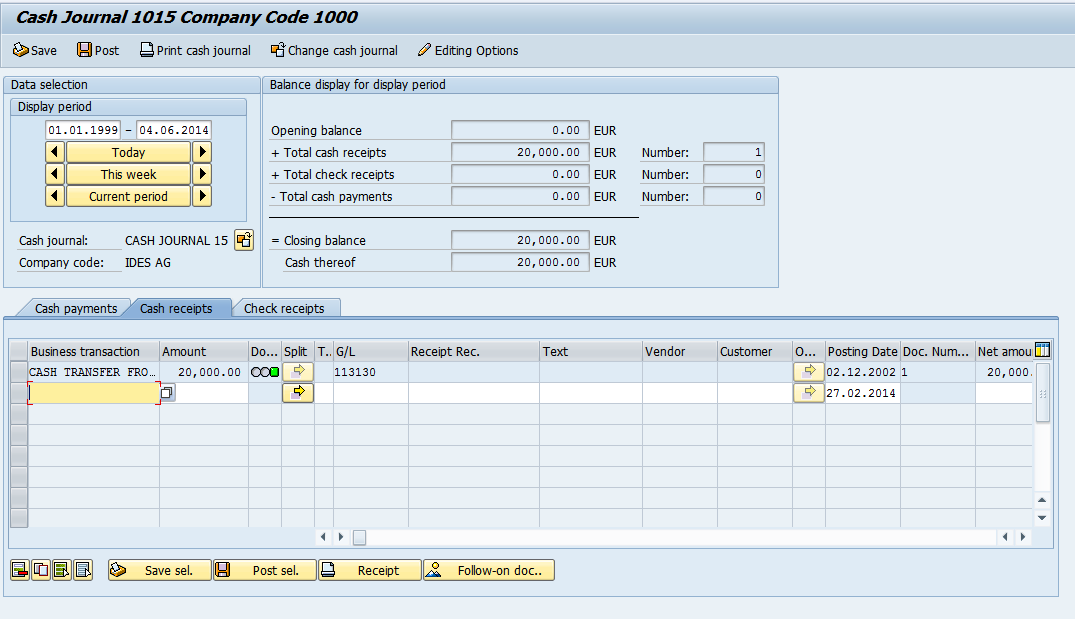 Cash Journal 1015 Company Code 1000
Save Post Print cash journal Change cash journal Editing Options
Data selection
Display period
01.01.1999 - 04.06.2014
Today
This week
Current period
Cash journal: CASH JOURNAL 15
Company code: IDES AG
Balance display for display period
Opening balance 0.00 EUR
+ Total cash receipts 20,000.00 EUR Number: 1
+ Total check receipts 0.00 EUR Number: 0
- Total cash payments 0.00 EUR Number: 0
= Closing balance 20,000.00 EUR
Cash thereof 20,000.00 EUR
Cash payments Cash receipts Check receipts
Business transaction Amount Do... Split T.. G/L Receipt Rec. Text Vendor Customer O... Posting Date Doc. Num... Net amou
CASH TRANSFER FRO... 20,000.00 113130 02.12.2002 1 20,000.
27.02.2014
Save sel. Post sel. Receipt Follow-on doc..